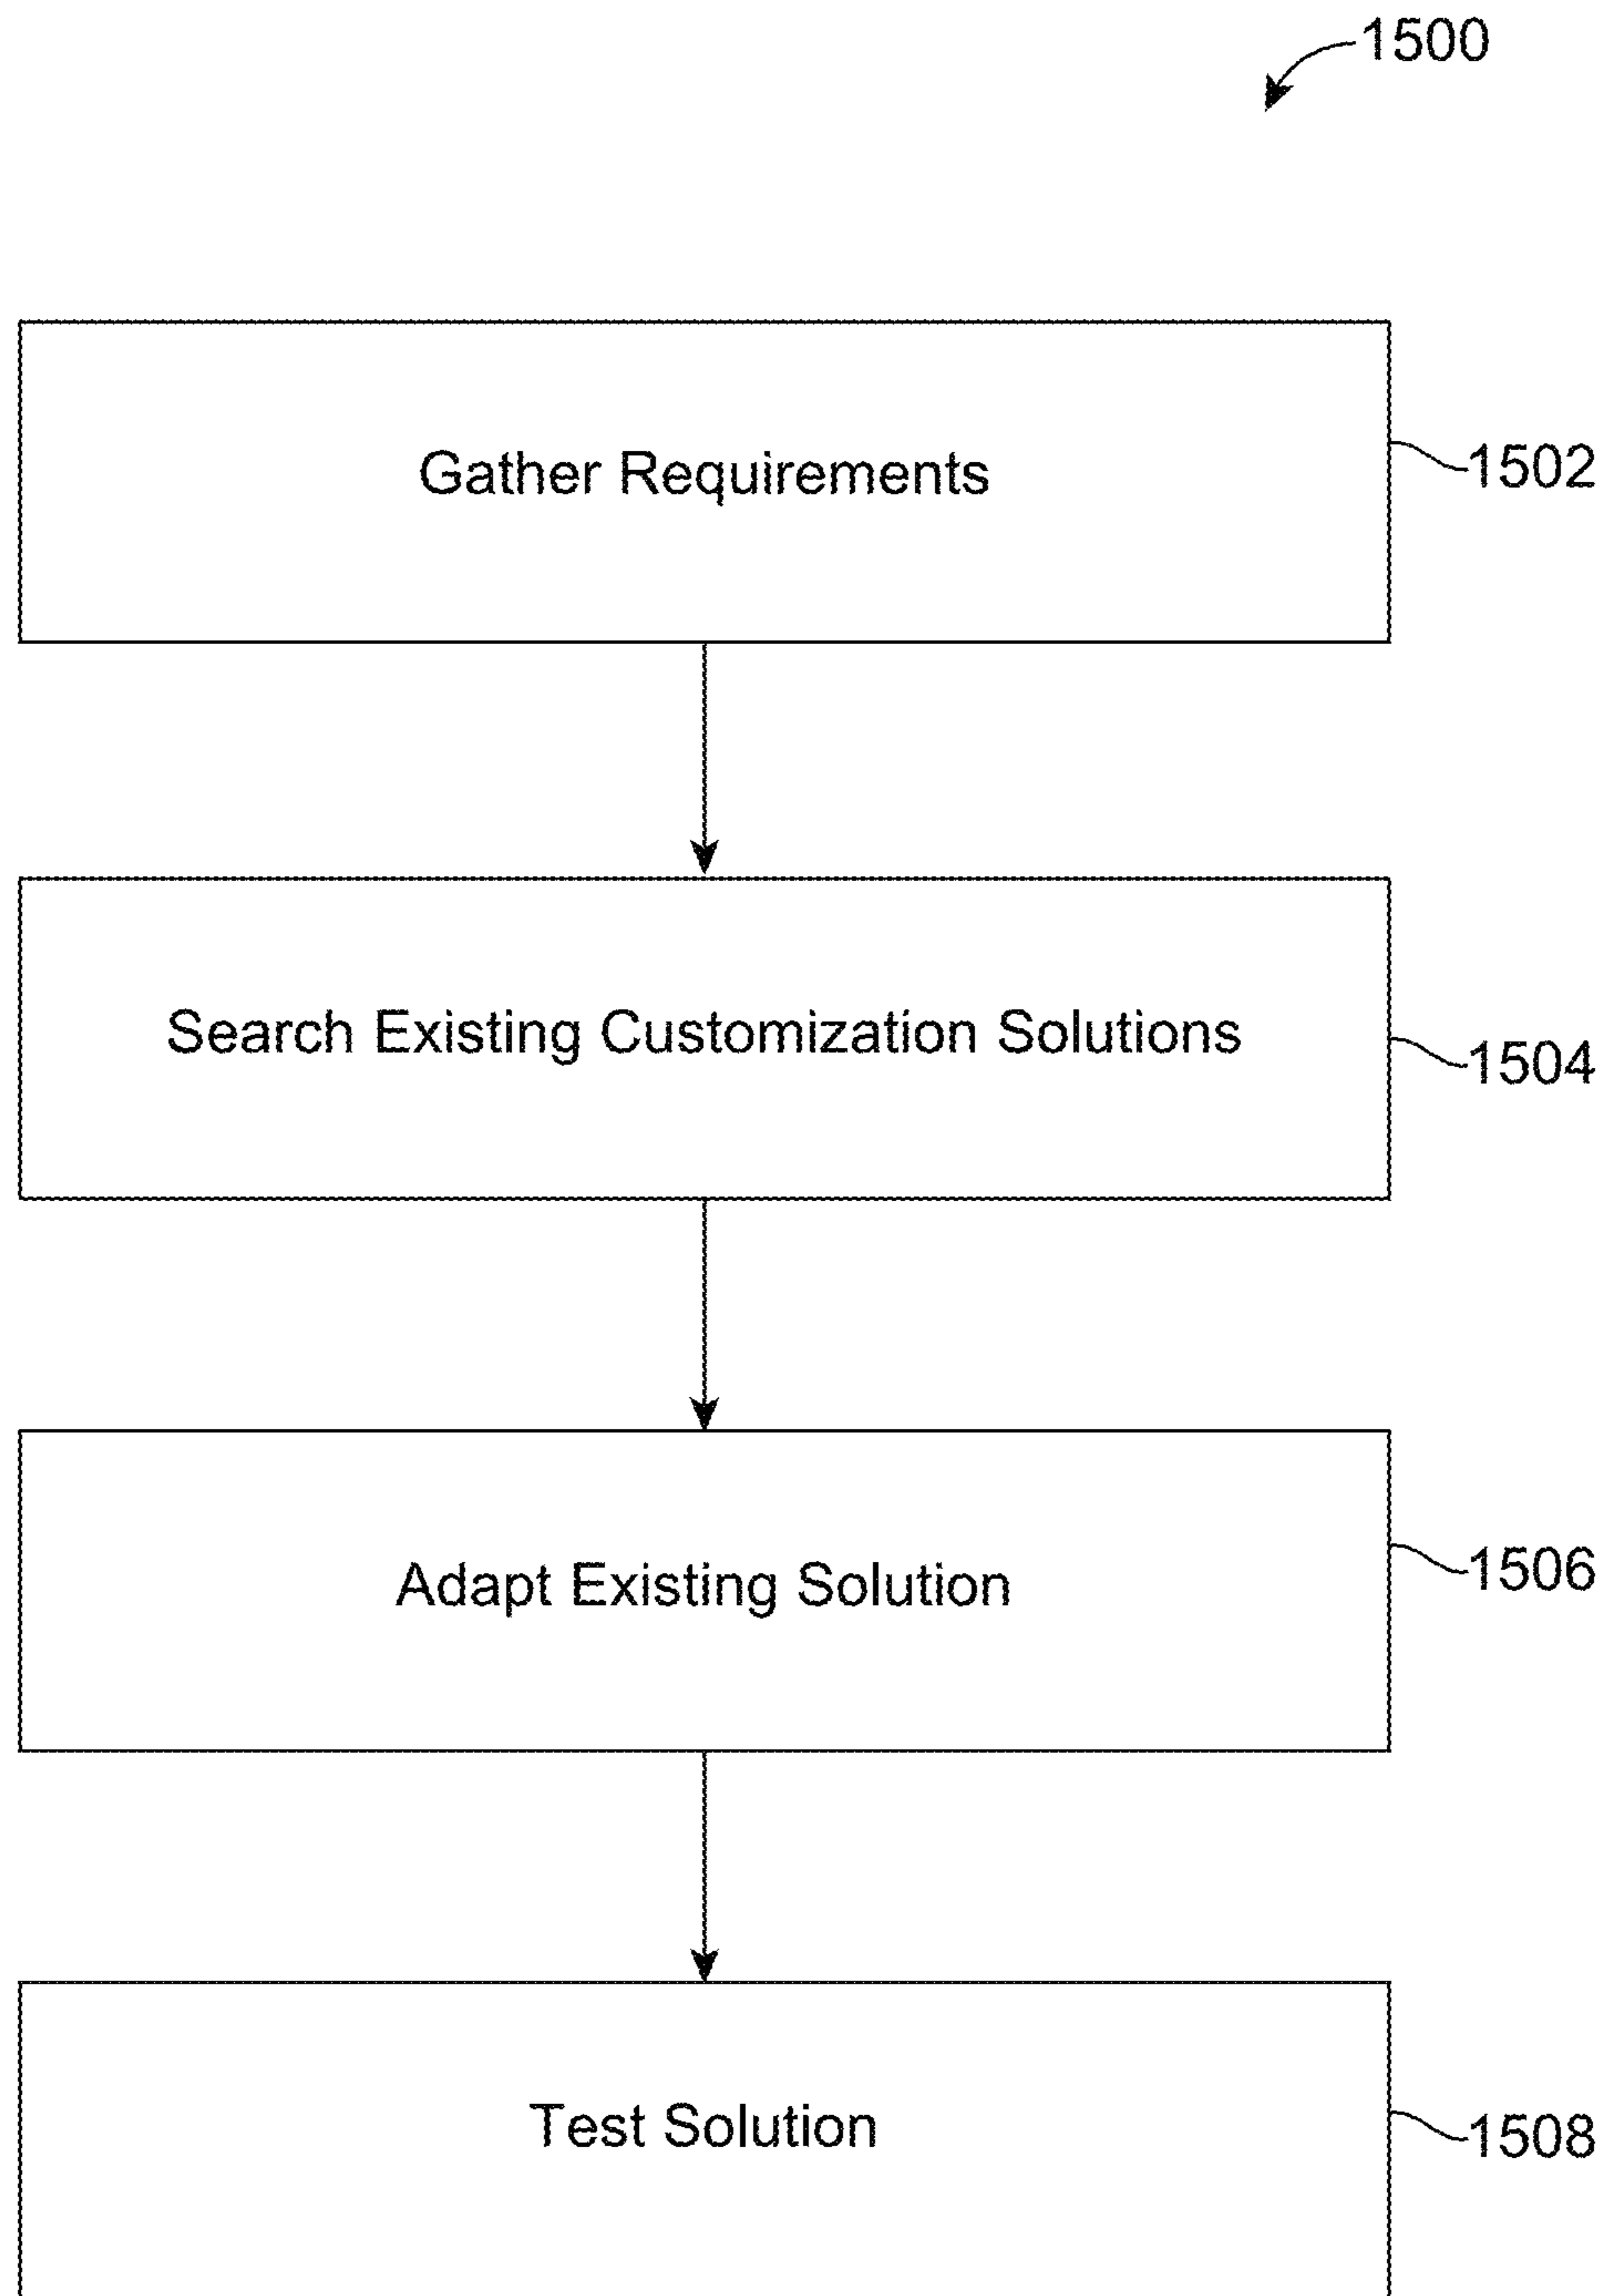 1500
Gather Requirements
1502
Search Existing Customization Solutions
1504
Adapt Existing Solution
1506
Test Solution
1508